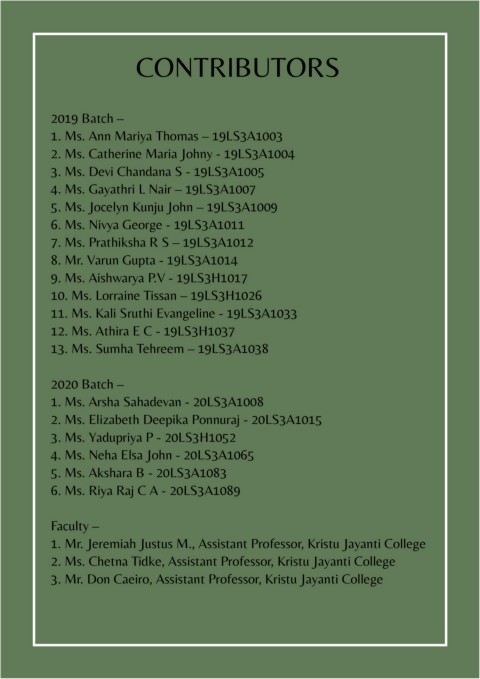 CONTRIBUTORS
2019 Batch –
1. Ms. Ann Mariya Thomas – 19LS3A1003
2. Ms. Catherine Maria Johny - 19LS3A1004
3. Ms. Devi Chandana S - 19LS3A1005
4. Ms. Gayathri L Nair – 19LS3A1007
5. Ms. Jocelyn Kunju John – 19LS3A1009
6. Ms. Nivya George - 19LS3A1011
7. Ms. Prathiksha R S – 19LS3A1012
8. Mr. Varun Gupta - 19LS3A1014
9. Ms. Aishwarya P.V - 19LS3H1017
10. Ms. Lorraine Tissan – 19LS3H1026
11. Ms. Kali Sruthi Evangeline - 19LS3A1033
12. Ms. Athira E C - 19LS3H1037
13. Ms. Sumha Tehreem – 19LS3A1038
2020 Batch –
1. Ms. Arsha Sahadevan - 20LS3A1008
2. Ms. Elizabeth Deepika Ponnuraj - 20LS3A1015
3. Ms. Yadupriya P - 20LS3H1052
4. Ms. Neha Elsa John - 20LS3A1065
5. Ms. Akshara B - 20LS3A1083
6. Ms. Riya Raj C A - 20LS3A1089
Faculty –
1. Mr. Jeremiah Justus M., Assistant Professor, Kristu Jayanti College
2. Ms. Chetna Tidke, Assistant Professor, Kristu Jayanti College
3. Mr. Don Caeiro, Assistant Professor, Kristu Jayanti College